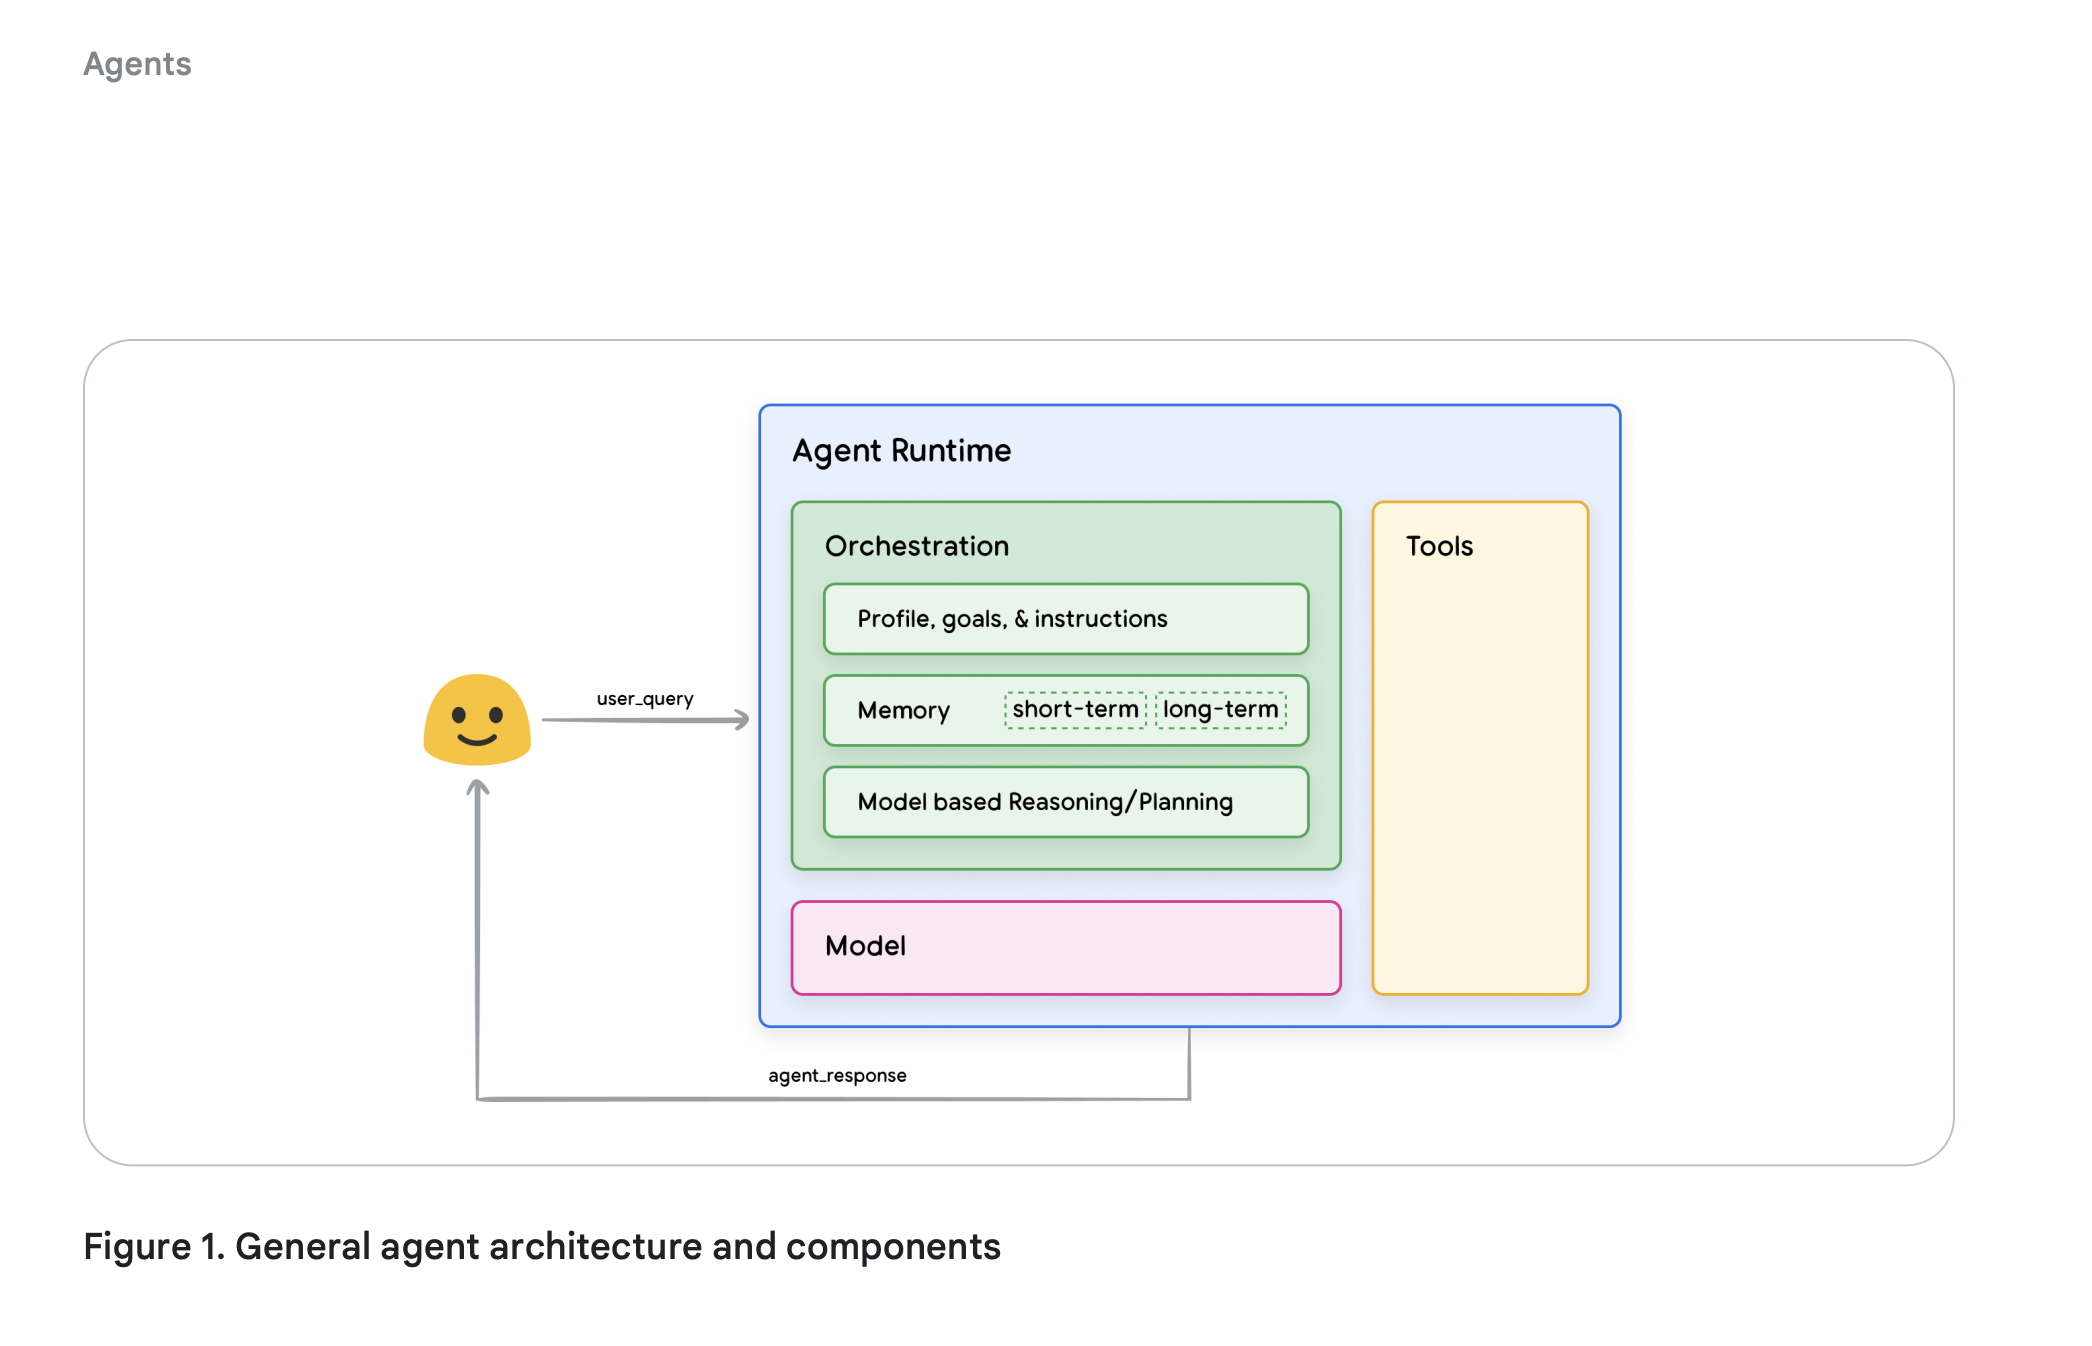 Agents
Agent Runtime
Orchestration
Profile, goals, & instructions
Memory short-term long-term
Model based Reasoning/Planning
Model
Tools
user_query
agent_response
Figure 1. General agent architecture and components